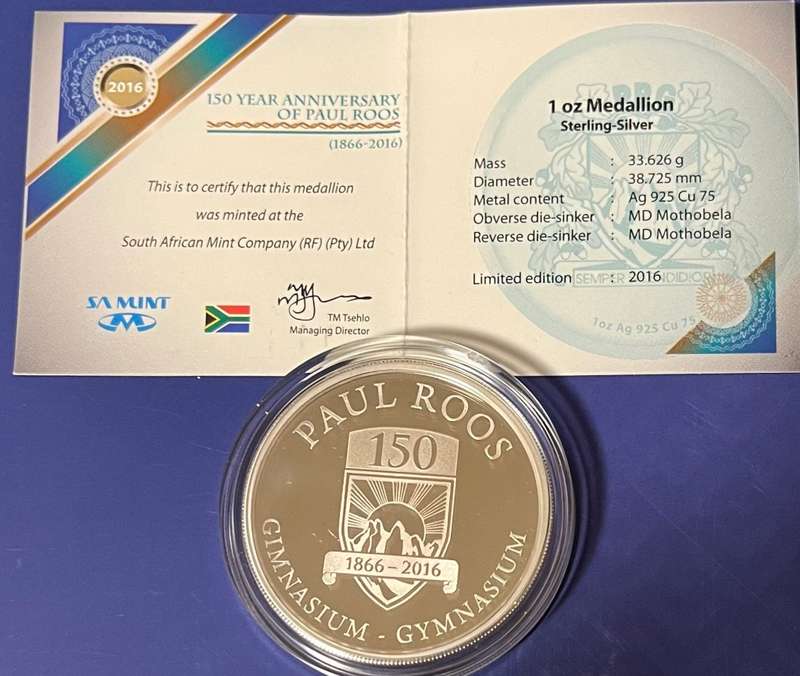 2016
150 YEAR ANNIVERSARY
OF PAUL ROOS
(1866-2016)
This is to certify that this medallion
was minted at the
South African Mint Company (RF) (Pty) Ltd
SA MINT
TM Tsehlo
Managing Director
PRG
1 oz Medallion
Sterling-Silver
Mass : 33.626 g
Diameter : 38.725 mm
Metal content : Ag 925 Cu 75
Obverse die-sinker : MD Mothobela
Reverse die-sinker : MD Mothobela
Limited edition : 2016
SEMPER
1oz Ag 925 Cu 75
PAUL ROOS
150
1866 – 2016
GIMNASIUM - GYMNASIUM